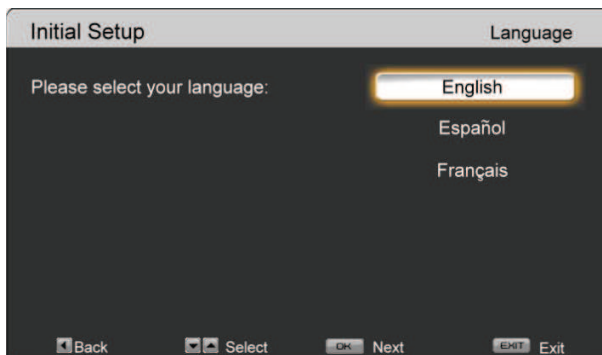 Initial Setup Language
Please select your language: English
Español
Français
Back Select OK Next EXIT Exit